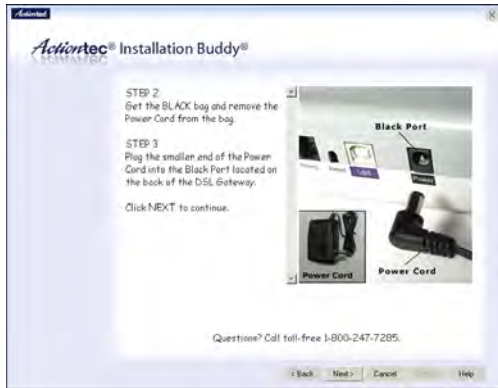 Actiontec
Actiontec® Installation Buddy®
STEP 2
Get the BLACK bag and remove the
Power Cord from the bag.
STEP 3
Plug the smaller end of the Power
Cord into the Black Port located on
the back of the DSL Gateway.
Click NEXT to continue.
Black Port
Reset
USB
Power
Power Cord
Power Cord
Questions? Call toll-free 1-800-247-7285.
< Back
Next >
Cancel
Help